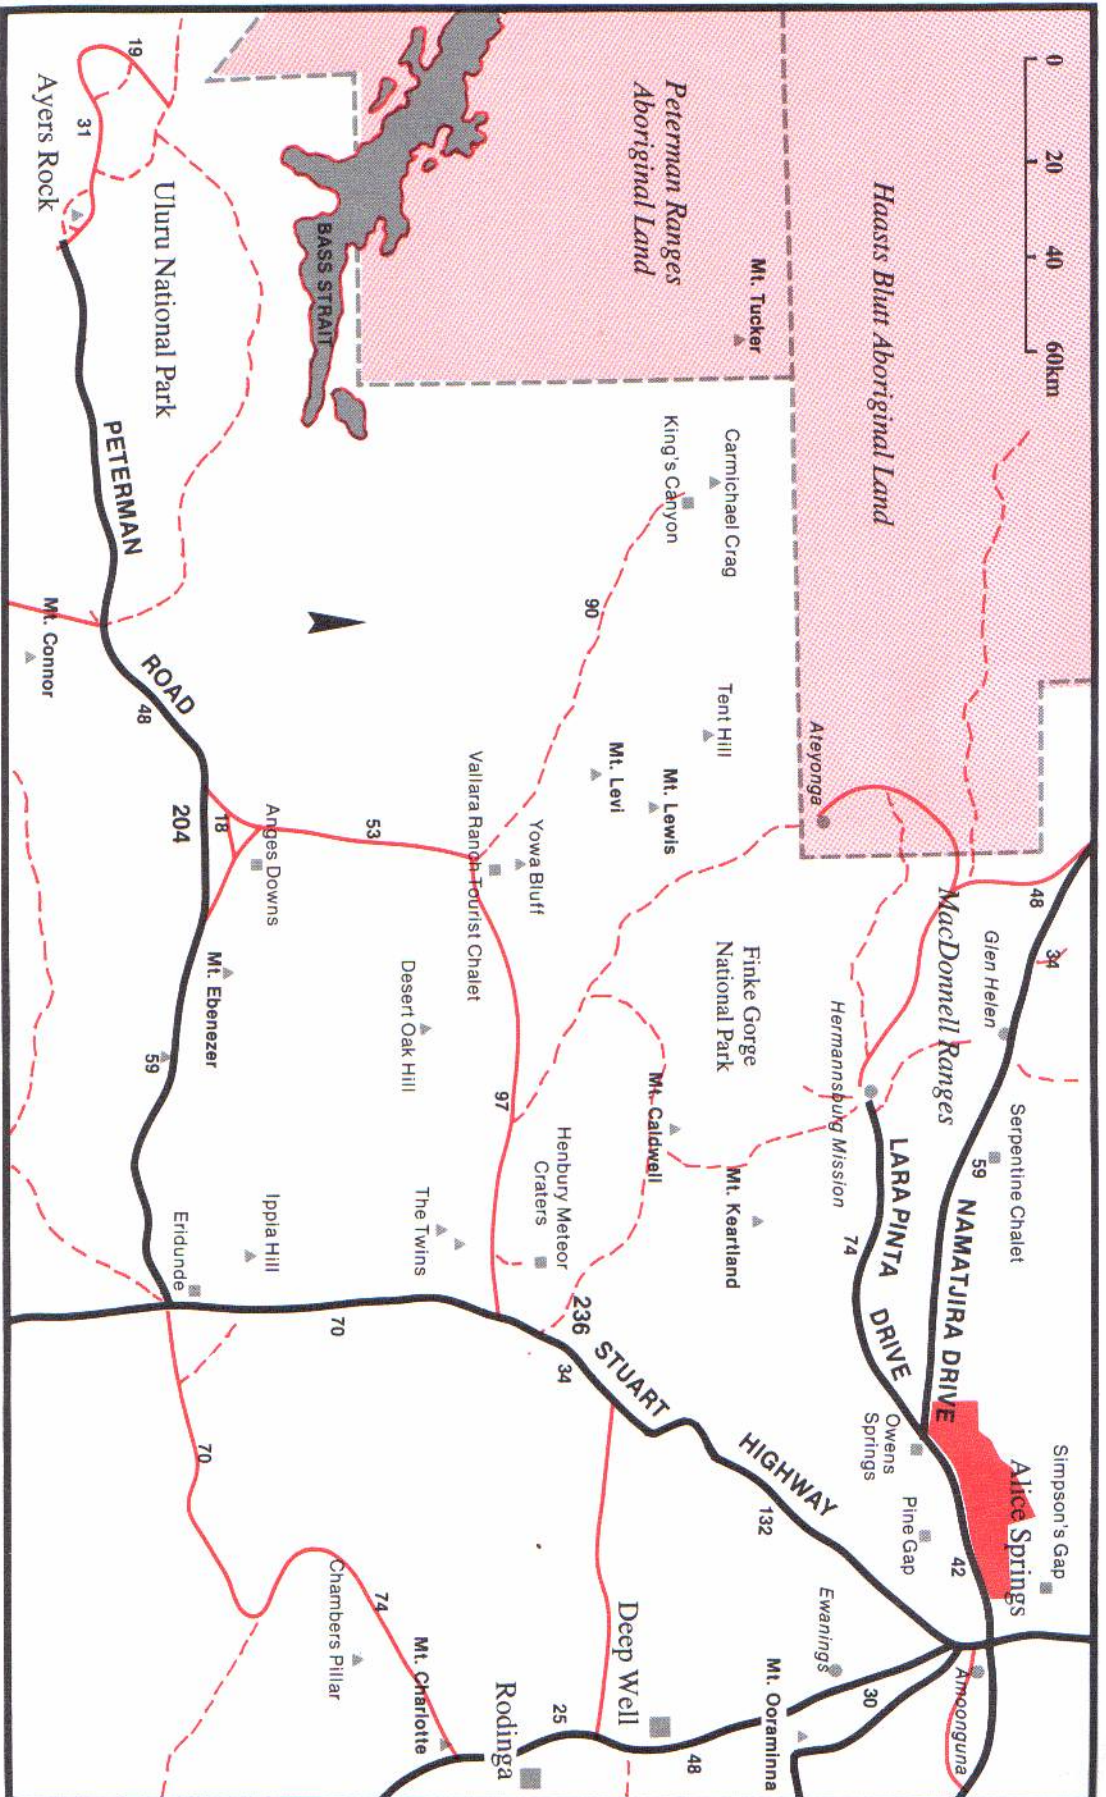 0 20 40 60km
Haasts Blutt Aboriginal Land
Peterman Ranges
Aboriginal Land
Mt. Tucker
BASS STRAIT
Uluru National Park
Ayers Rock
19
31
PETERMAN
ROAD
Mt. Connor
48
204
18
Anges Downs
53
Carmichael Crag
King's Canyon
90
Tent Hill
Mt. Levi
Mt. Lewis
Ateyonga
Vallara Ranch Tourist Chalet
Yowa Bluff
48
34
MacDonnell Ranges
Glen Helen
Finke Gorge
National Park
Hermannsburg Mission
Desert Oak Hill
Mt. Ebenezer
59
97
Mt. Caldwell
Mt. Keartland
Henbury Meteor
Craters
The Twins
Ippia Hill
Eridunde
Serpentine Chalet
59
NAMATJIRA DRIVE
LARAPINTA
DRIVE
74
236
34
STUART
HIGHWAY
132
70
70
Simpson's Gap
Alice Springs
Owens
Springs
Pine Gap
42
Ewanings
Amoonguna
30
Mt. Ooraminna
48
Deep Well
25
Rodinga
Mt. Charlotte
74
Chambers Pillar